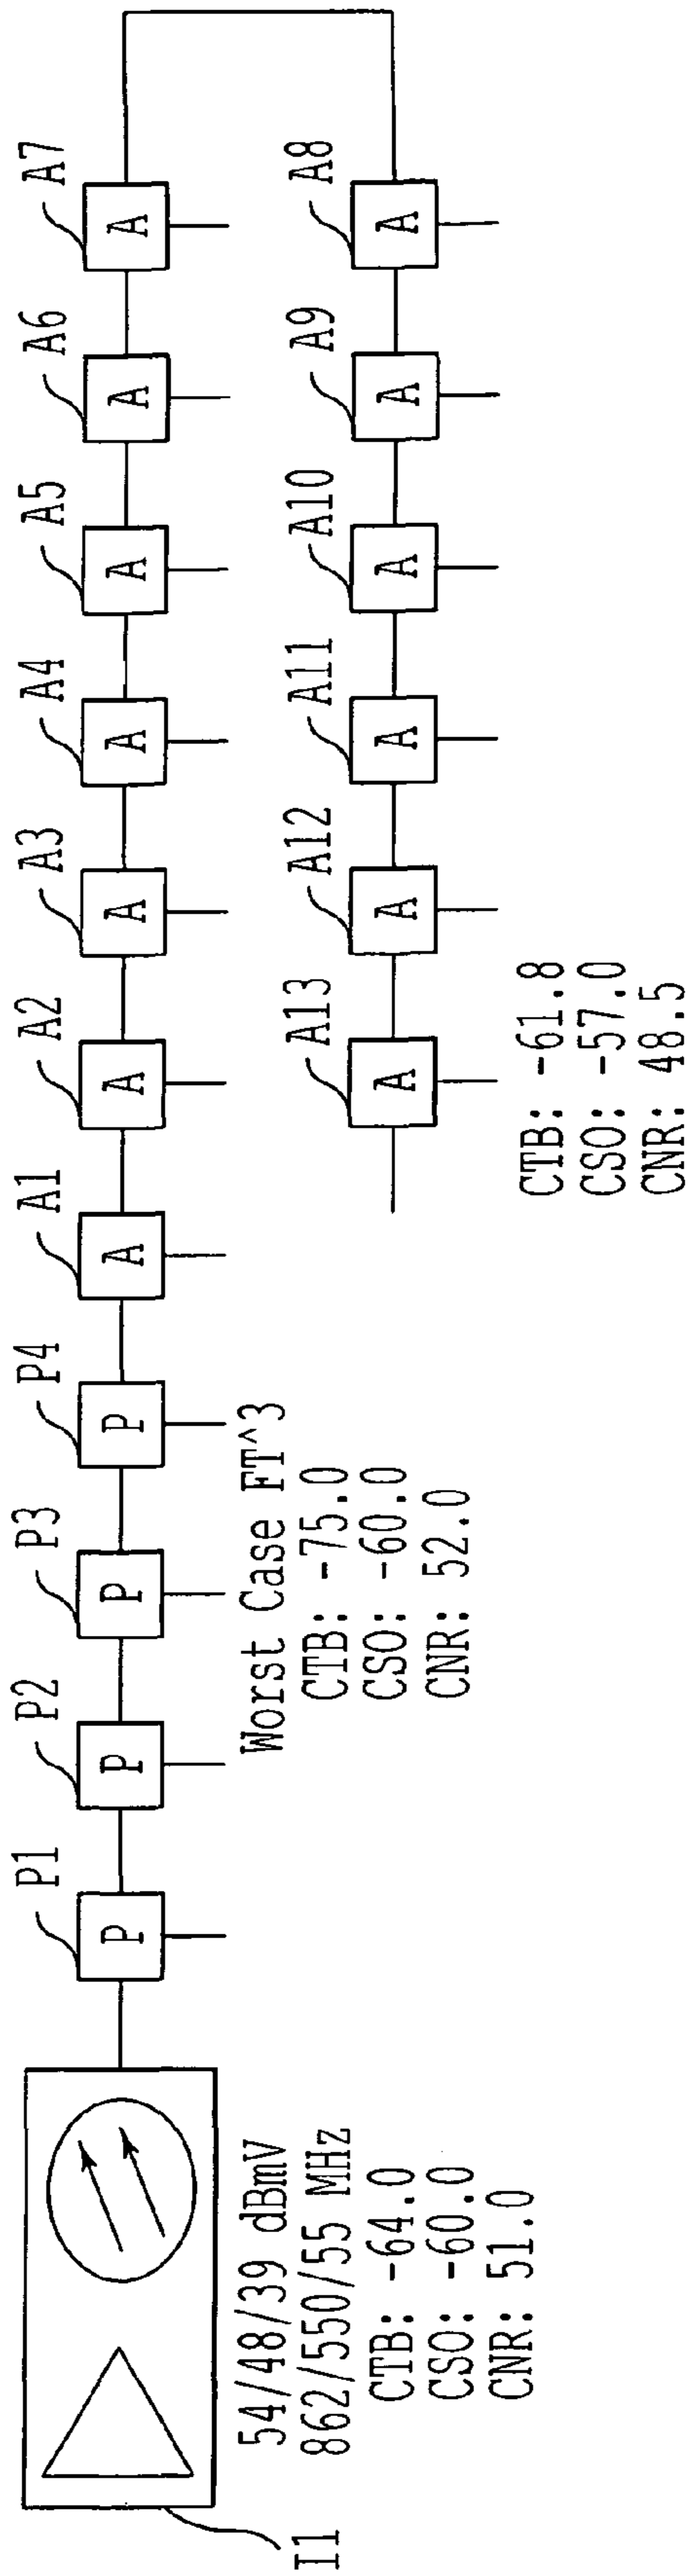 I1
P1
P2
P3
P4
A1
A2
A3
A4
A5
A6
A7
P
P
P
P
A
A
A
A
A
A
A
54/48/39 dBmV
862/550/55 MHz
CTB: -64.0
CSO: -60.0
CNR: 51.0
Worst Case FT^3
CTB: -75.0
CSO: -60.0
CNR: 52.0
A13
A12
A11
A10
A9
A8
A
A
A
A
A
A
CTB: -61.8
CSO: -57.0
CNR: 48.5